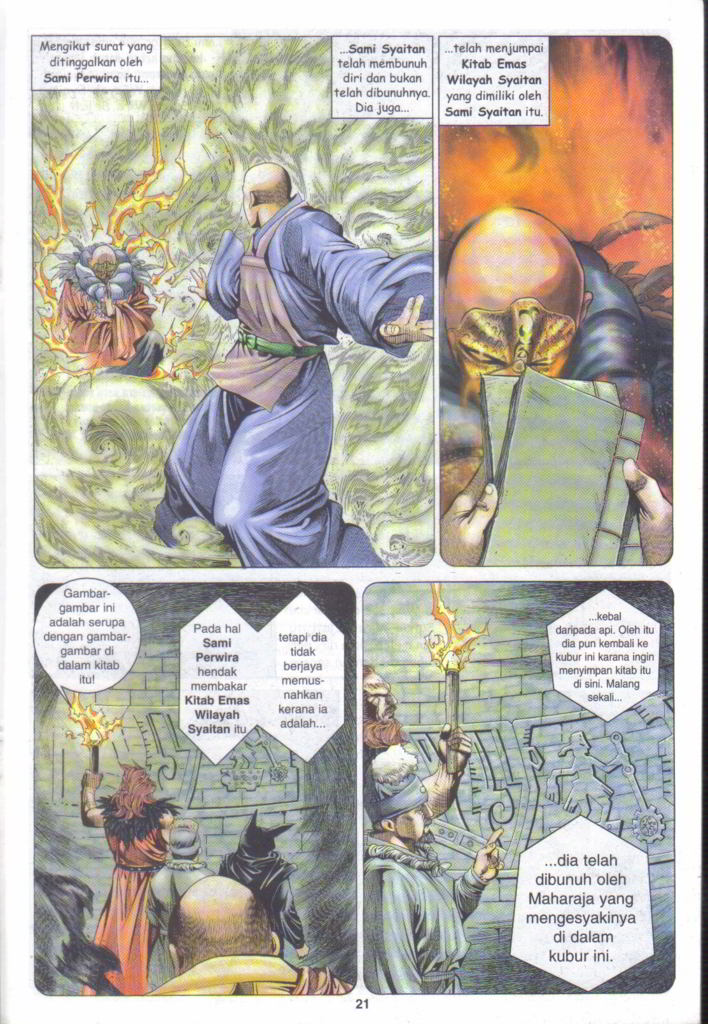 Mengikut surat yang
ditinggalkan oleh
Sami Perwira itu...
...Sami Syaitan
telah membunuh
diri dan bukan
telah dibunuhnya.
Dia juga...
...telah menjumpai
Kitab Emas
Wilayah Syaitan
yang dimiliki oleh
Sami Syaitan itu.
Gambar-
gambar ini
adalah serupa
dengan gambar-
gambar di
dalam kitab
itu!
Pada hal
Sami
Perwira
hendak
membakar
Kitab Emas
Wilayah
Syaitan itu
tetapi dia
tidak
berjaya
memus-
nahkan
kerana ia
adalah...
...kebal
daripada api. Oleh itu
dia pun kembali ke
kubur ini karana ingin
menyimpan kitab itu
di sini. Malang
sekali...
...dia telah
dibunuh oleh
Maharaja yang
mengesyakinya
di dalam
kubur ini.
21